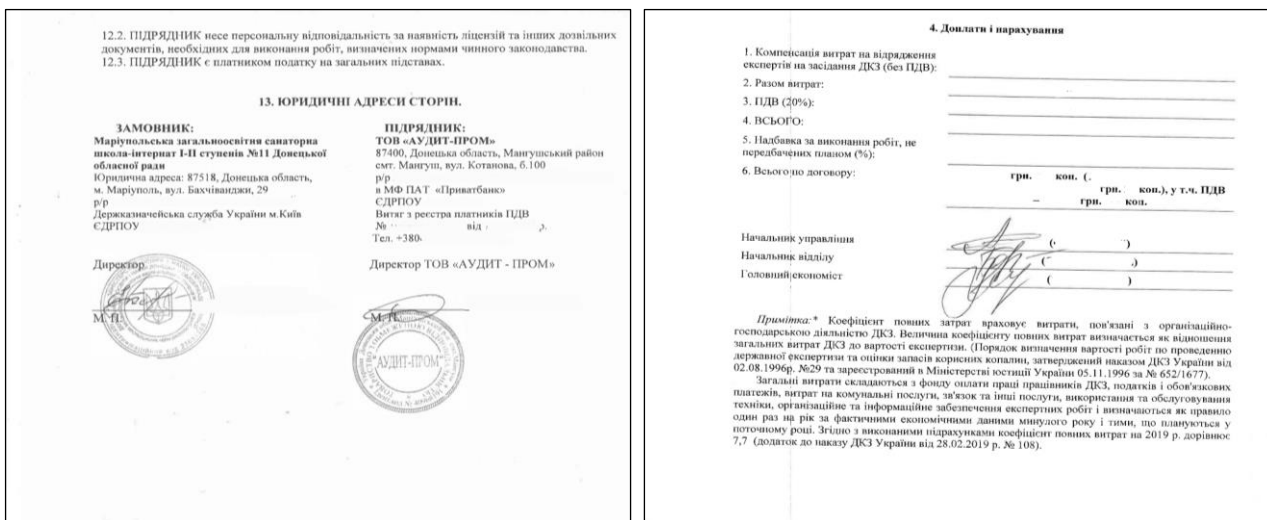 12.2. ПІДРЯДНИК несе персональну відповідальність за наявність ліцензій та інших дозвільних
документів, необхідних для виконання робіт, визначених нормами чинного законодавства.
12.3. ПІДРЯДНИК є платником податку на загальних підставах.
13. ЮРИДИЧНІ АДРЕСИ СТОРІН.
ЗАМОВНИК:
Маріупольська загальноосвітня санаторна
школа-інтернат І-ІІ ступенів №11 Донецької
обласної ради
Юридична адреса: 87518, Донецька область,
м. Маріуполь, вул. Бахчіванджи, 29
р/р
Держказначейська служба України м.Київ
ЄДРПОУ
Директор
М. П.
ПІДРЯДНИК:
ТОВ «АУДИТ-ПРОМ»
87400, Донецька область, Мангушський район
смт. Мангуш, вул. Котанова, б.100
р/р
в МФ ПАТ «Приватбанк»
ЄДРПОУ
Витяг з реєстра платників ПДВ
№ від
Тел. +380
Директор ТОВ «АУДИТ - ПРОМ»
М. П.
"АУДИТ-ПРОМ"
4. Доплати і нарахування
1. Компенсація витрат на відрядження
експертів на засідання ДКЗ (без ПДВ):
2. Разом витрат:
3. ПДВ (20%):
4. ВСЬОГО:
5. Надбавка за виконання робіт, не
передбачених планом (%):
6. Всього по договору: грн. коп. (.
грн. коп.), у т.ч. ПДВ
– грн. коп.
Начальник управління ( )
Начальник відділу ( .)
Головний економіст ( )
Примітка:* Коефіцієнт повних затрат враховує витрати, пов'язані з організаційно-
господарською діяльністю ДКЗ. Величина коефіцієнту повних витрат визначається як відношення
загальних витрат ДКЗ до вартості експертизи. (Порядок визначення вартості робіт по проведенню
державної експертизи та оцінки запасів корисних копалин, затверджений наказом ДКЗ України від
02.08.1996р. №29 та зареєстрований в Міністерстві юстиції України 05.11.1996 за № 652/1677).
Загальні витрати складаються з фонду оплати праці працівників ДКЗ, податків і обов'язкових
платежів, витрат на комунальні послуги, зв'язок та інші послуги, використання та обслуговування
техніки, організаційне та інформаційне забезпечення експертних робіт і визначаються як правило
один раз на рік за фактичними економічними даними минулого року і тими, що плануються у
поточному році. Згідно з виконаними підрахунками коефіцієнт повних витрат на 2019 р. дорівнює
7,7 (додаток до наказу ДКЗ України від 28.02.2019 р. № 108).